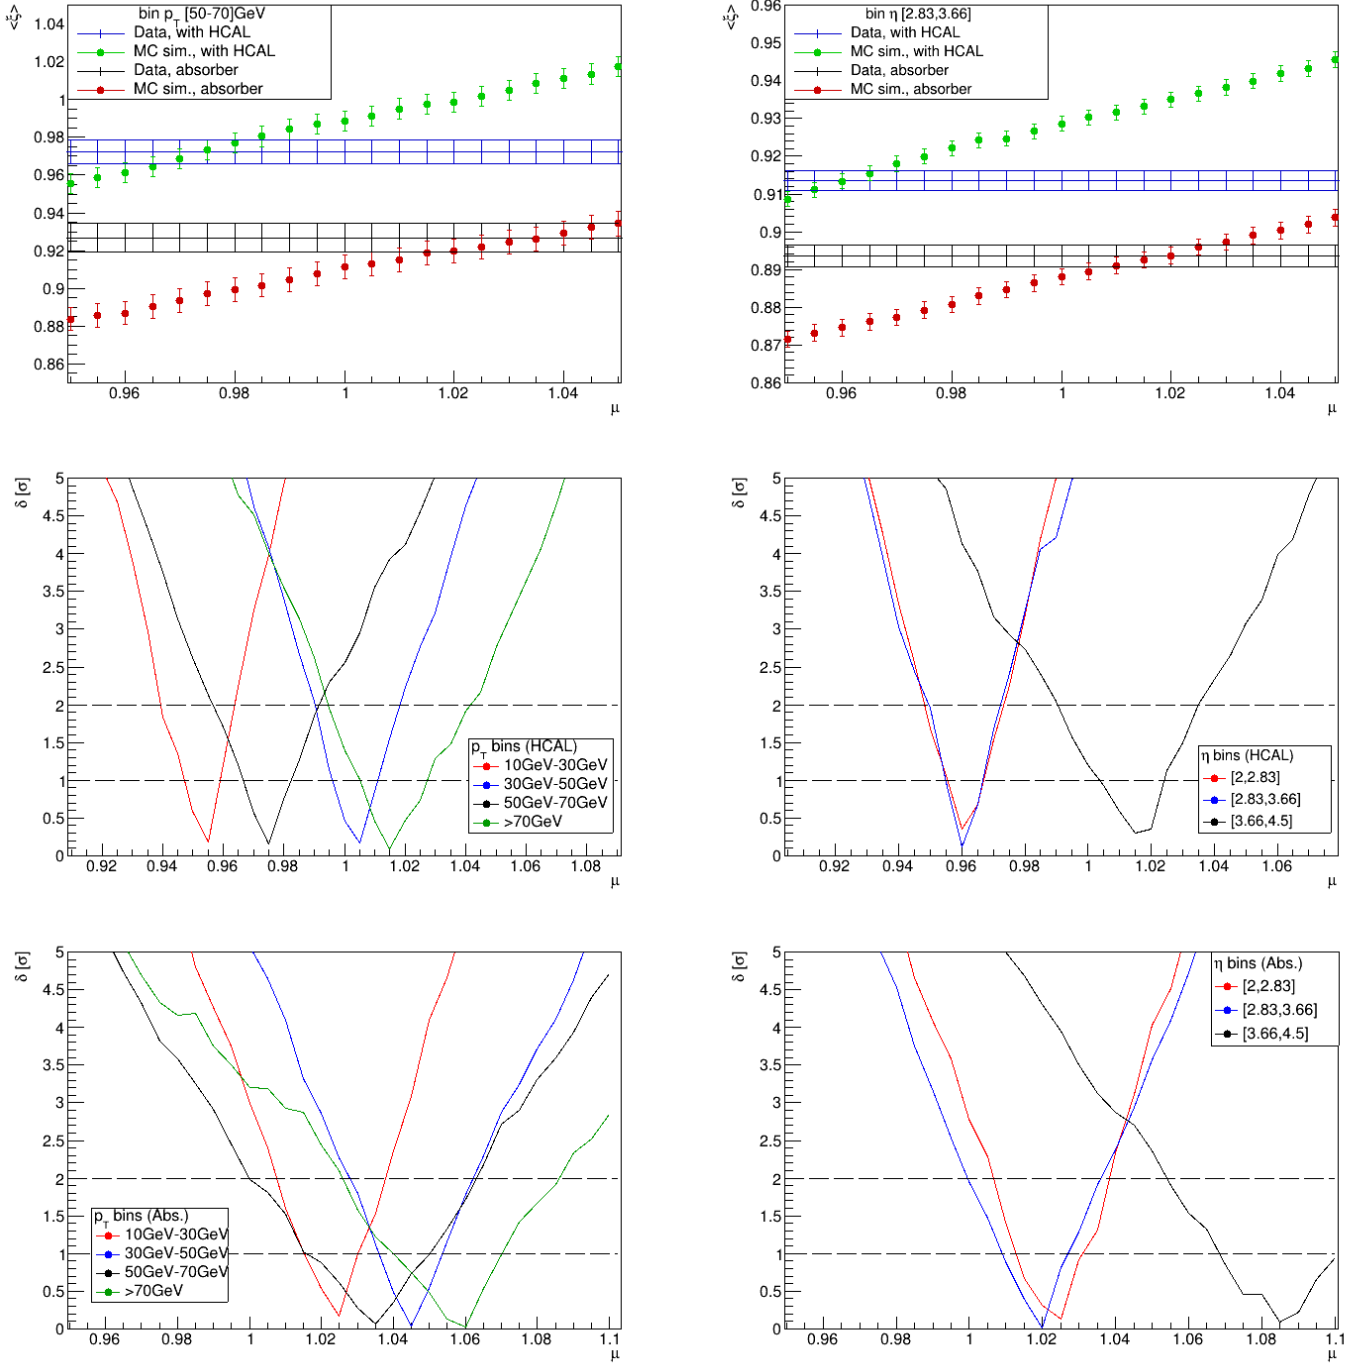 <ξ>
bin p_T [50-70]GeV
Data, with HCAL
MC sim., with HCAL
Data, absorber
MC sim., absorber
1.04
1.02
1
0.98
0.96
0.94
0.92
0.9
0.88
0.86
0.96 0.98 1 1.02 1.04
μ
<ξ>
bin η [2.83,3.66]
Data, with HCAL
MC sim., with HCAL
Data, absorber
MC sim., absorber
0.96
0.95
0.94
0.93
0.92
0.91
0.9
0.89
0.88
0.87
0.86
0.96 0.98 1 1.02 1.04
μ
δ [σ]
5
4.5
4
3.5
3
2.5
2
1.5
1
0.5
0
p_T bins (HCAL)
10GeV-30GeV
30GeV-50GeV
50GeV-70GeV
>70GeV
0.92 0.94 0.96 0.98 1 1.02 1.04 1.06 1.08
μ
δ [σ]
5
4.5
4
3.5
3
2.5
2
1.5
1
0.5
0
η bins (HCAL)
[2,2.83]
[2.83,3.66]
[3.66,4.5]
0.92 0.94 0.96 0.98 1 1.02 1.04 1.06
μ
δ [σ]
5
4.5
4
3.5
3
2.5
2
1.5
1
0.5
0
p_T bins (Abs.)
10GeV-30GeV
30GeV-50GeV
50GeV-70GeV
>70GeV
0.96 0.98 1 1.02 1.04 1.06 1.08 1.1
μ
δ [σ]
5
4.5
4
3.5
3
2.5
2
1.5
1
0.5
0
η bins (Abs.)
[2,2.83]
[2.83,3.66]
[3.66,4.5]
0.96 0.98 1 1.02 1.04 1.06 1.08 1.1
μ